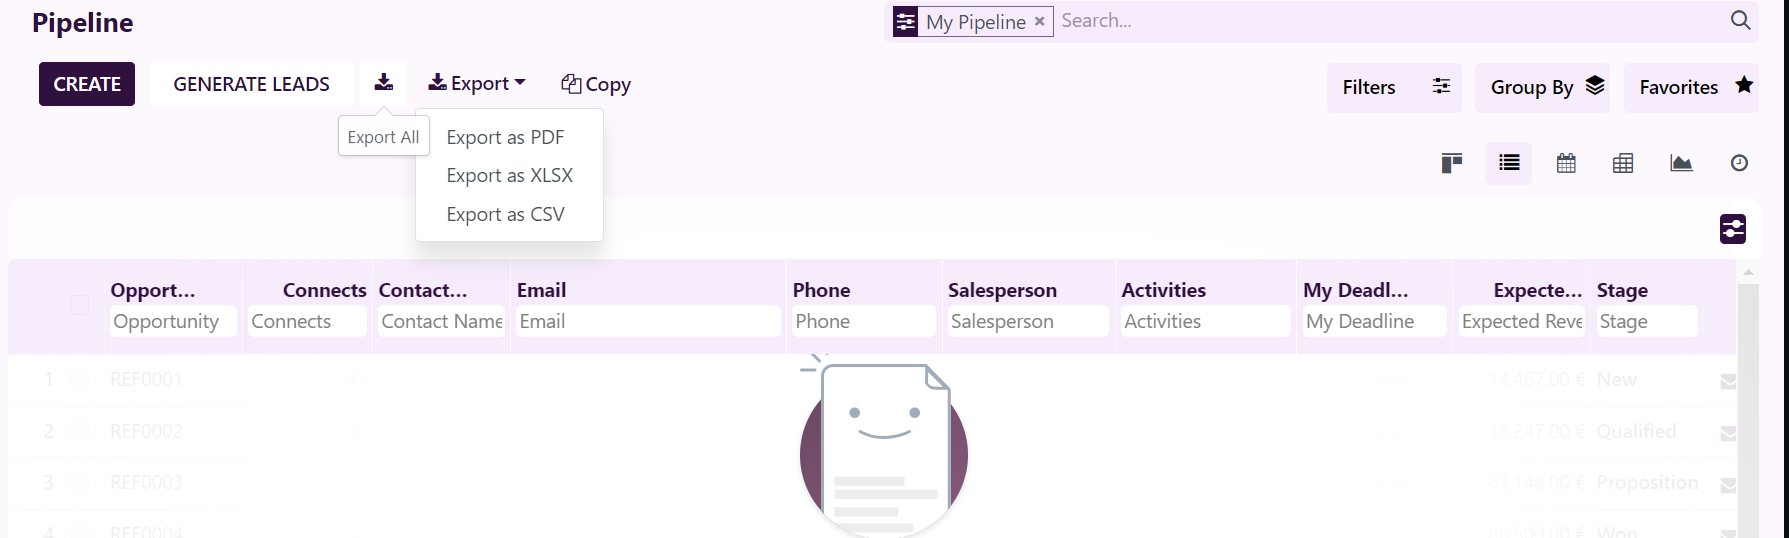 Pipeline
My Pipeline × Search...
CREATE GENERATE LEADS Export Copy Filters Group By Favorites
Export All
Export as PDF
Export as XLSX
Export as CSV
Opport... Connects Contact... Email Phone Salesperson Activities My Deadl... Expecte... Stage
Opportunity Connects Contact Name Email Phone Salesperson Activities My Deadline Expected Reve Stage
1 REF0001 14,467.00 € New
2 REF0002 15,247.00 € Qualified
3 REF0003 63,148.00 € Proposition
4 REF0004 86,500.00 € Won